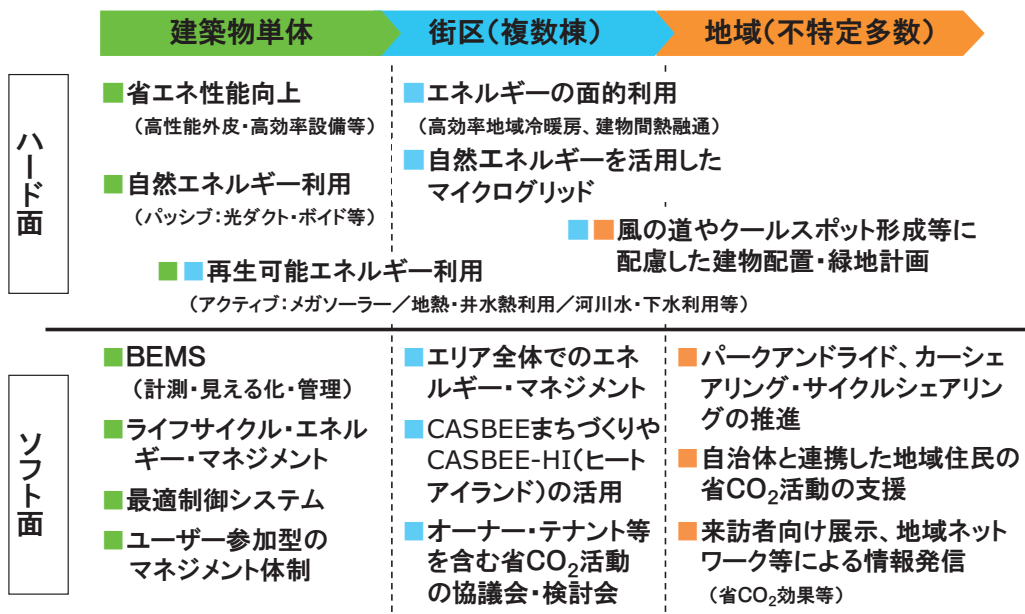 建築物単体
街区(複数棟)
地域(不特定多数)
ハード面
■省エネ性能向上
(高性能外皮・高効率設備等)
■自然エネルギー利用
(パッシブ:光ダクト・ボイド等)
■エネルギーの面的利用
(高効率地域冷暖房、建物間熱融通)
■自然エネルギーを活用した
マイクログリッド
■■風の道やクールスポット形成等に
配慮した建物配置・緑地計画
■■再生可能エネルギー利用
(アクティブ:メガソーラー/地熱・井水熱利用/河川水・下水利用等)
ソフト面
■BEMS
(計測・見える化・管理)
■ライフサイクル・エネル
ギー・マネジメント
■最適制御システム
■ユーザー参加型の
マネジメント体制
■エリア全体でのエネ
ルギー・マネジメント
■CASBEEまちづくりや
CASBEE-HI(ヒート
アイランド)の活用
■オーナー・テナント等
を含む省CO₂活動
の協議会・検討会
■パークアンドライド、カーシェ
アリング・サイクルシェアリン
グの推進
■自治体と連携した地域住民の
省CO₂活動の支援
■来訪者向け展示、地域ネット
ワーク等による情報発信
(省CO₂効果等)